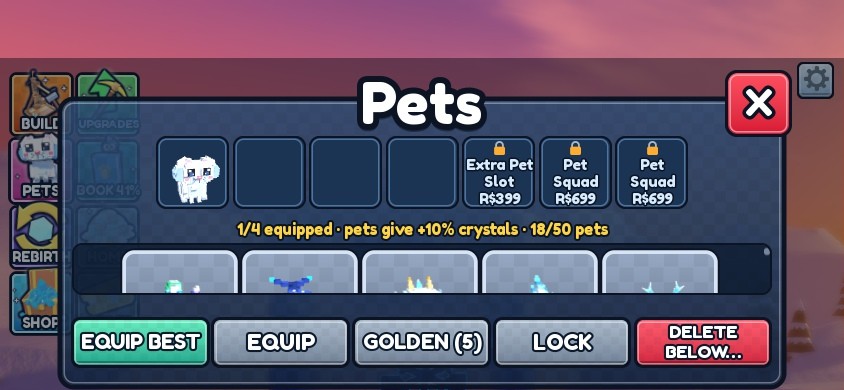 Pets
BUILD
UPGRADES
PETS
BOOK 41%
REBIRTH
SHOP
Extra Pet
Slot
R$399
Pet
Squad
R$699
Pet
Squad
R$699
1/4 equipped · pets give +10% crystals · 18/50 pets
EQUIP BEST
EQUIP
GOLDEN (5)
LOCK
DELETE
BELOW...